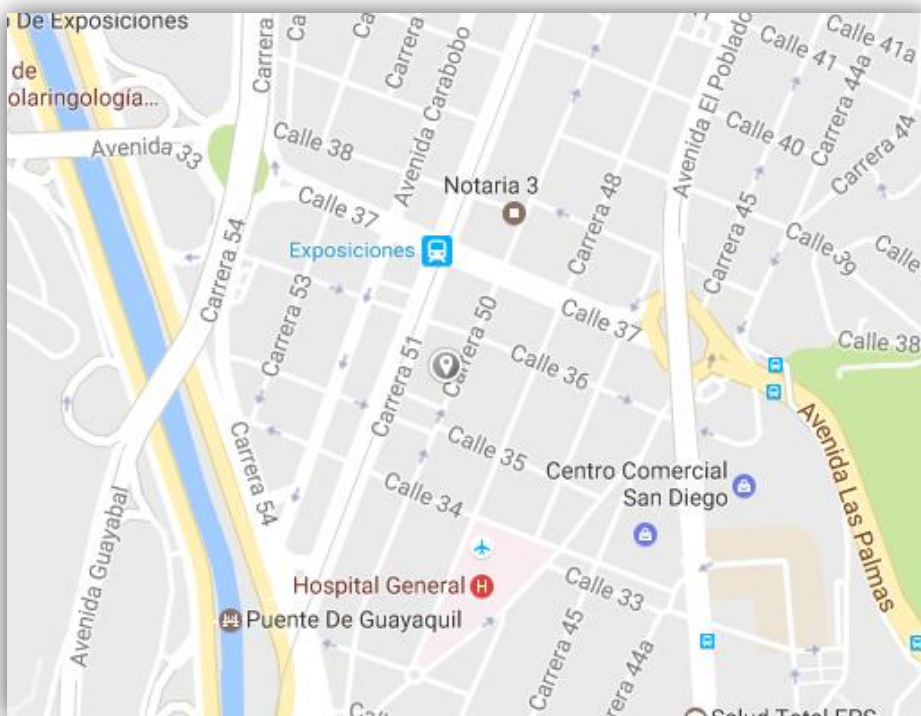 De Exposiciones
de
olaringología...
Avenida 33
Carrera 54
Carrera
Ca
Carrera
Avenida Carabobo
Calle 38
Calle 37
Notaria 3
Exposiciones
Carrera 48
Avenida El Poblado
Calle 41
Calle 41a
Carrera 44a
Calle 40
Carrera 44
Carrera 45
Calle 39
Calle
Calle 38
Calle 37
Carrera 53
Carrera 51
Carrera 50
Calle 36
Calle 35
Calle 34
Carrera 54
Avenida Guayabal
Centro Comercial
San Diego
Avenida Las Palmas
Hospital General
H
Puente De Guayaquil
Calle 33
Carrera 45
rera 44a
Salud Total EPS